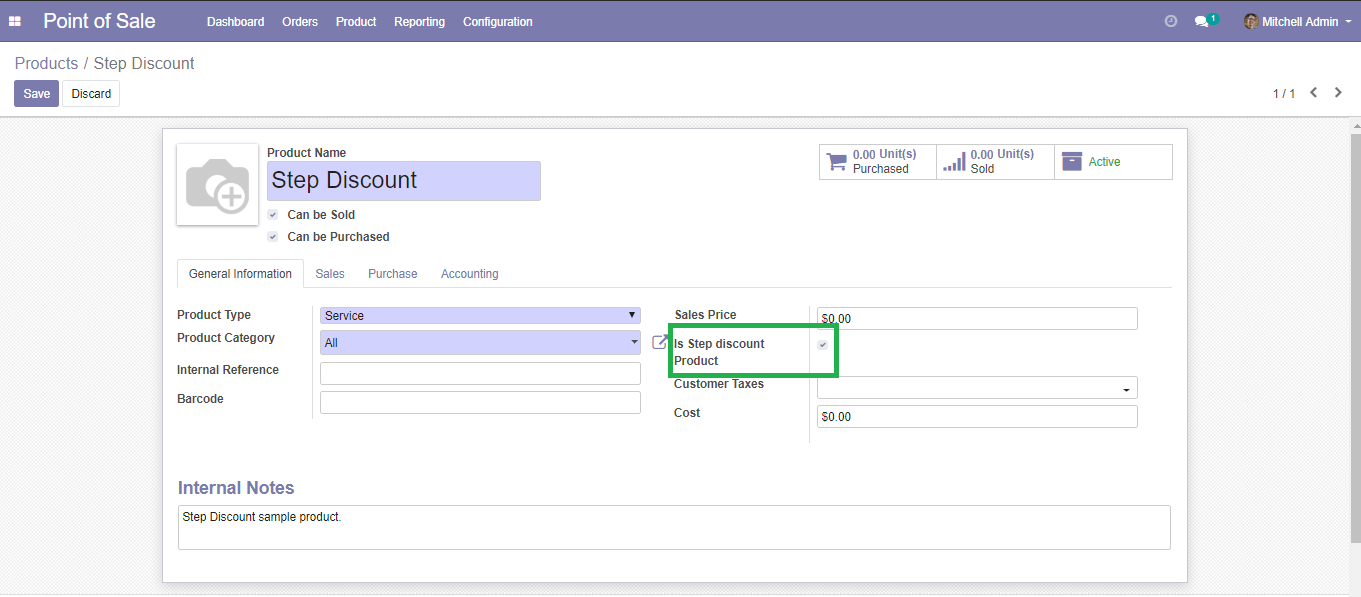 Point of Sale Dashboard Orders Product Reporting Configuration 1 Mitchell Admin
Products / Step Discount
Save Discard 1 / 1
Product Name
Step Discount
0.00 Unit(s)
Purchased
0.00 Unit(s)
Sold
Active
Can be Sold
Can be Purchased
General Information Sales Purchase Accounting
Product Type Service
Product Category All
Internal Reference
Barcode
Sales Price $0.00
Is Step discount
Product
Customer Taxes
Cost $0.00
Internal Notes
Step Discount sample product.